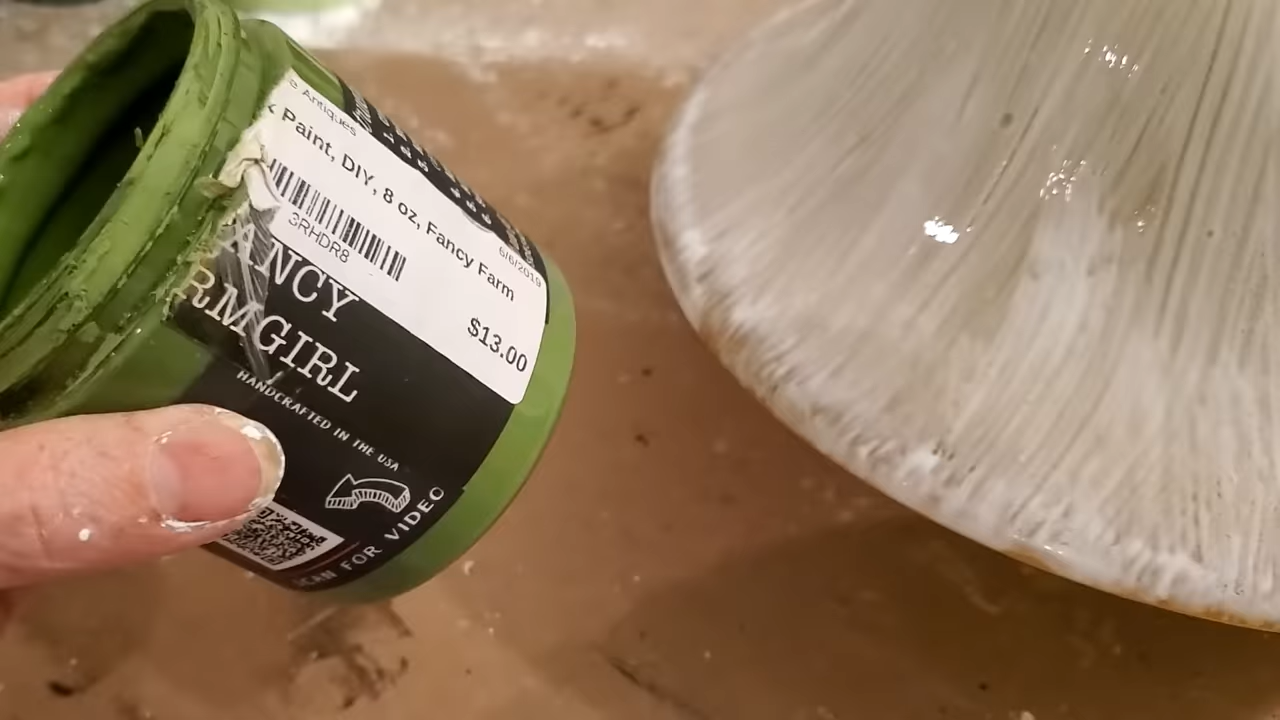 e Antiques
Paint, DIY, 8 oz, Fancy Farm
3RHDR8
6/6/2019
$13.00
ANCY
RMGIRL
HANDCRAFTED IN THE USA
SCAN FOR VIDEO